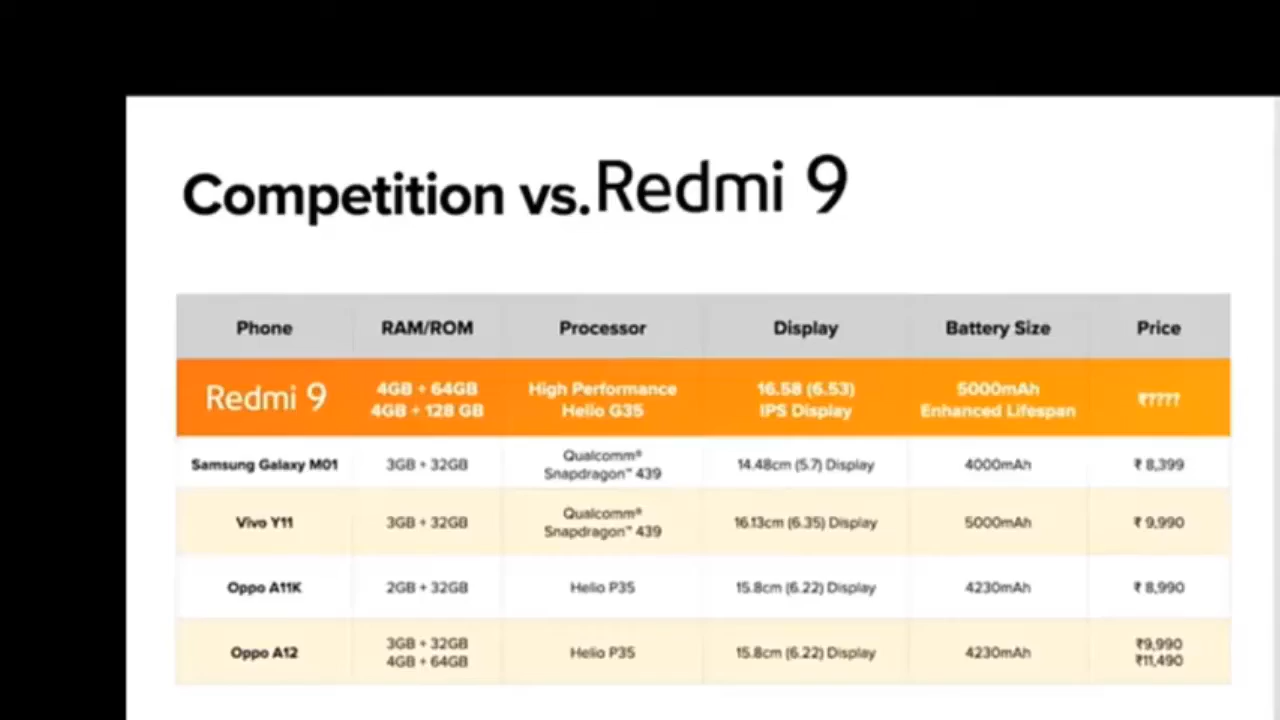 Competition vs. Redmi 9
Phone RAM/ROM Processor Display Battery Size Price
Redmi 9 4GB + 64GB 4GB + 128 GB High Performance Helio G35 16.58 (6.53) IPS Display 5000mAh Enhanced Lifespan ₹????
Samsung Galaxy M01 3GB + 32GB Qualcomm® Snapdragon™ 439 14.48cm (5.7) Display 4000mAh ₹ 8,399
Vivo Y11 3GB + 32GB Qualcomm® Snapdragon™ 439 16.13cm (6.35) Display 5000mAh ₹ 9,990
Oppo A11K 2GB + 32GB Helio P35 15.8cm (6.22) Display 4230mAh ₹ 8,990
Oppo A12 3GB + 32GB 4GB + 64GB Helio P35 15.8cm (6.22) Display 4230mAh ₹9,990 ₹11,490